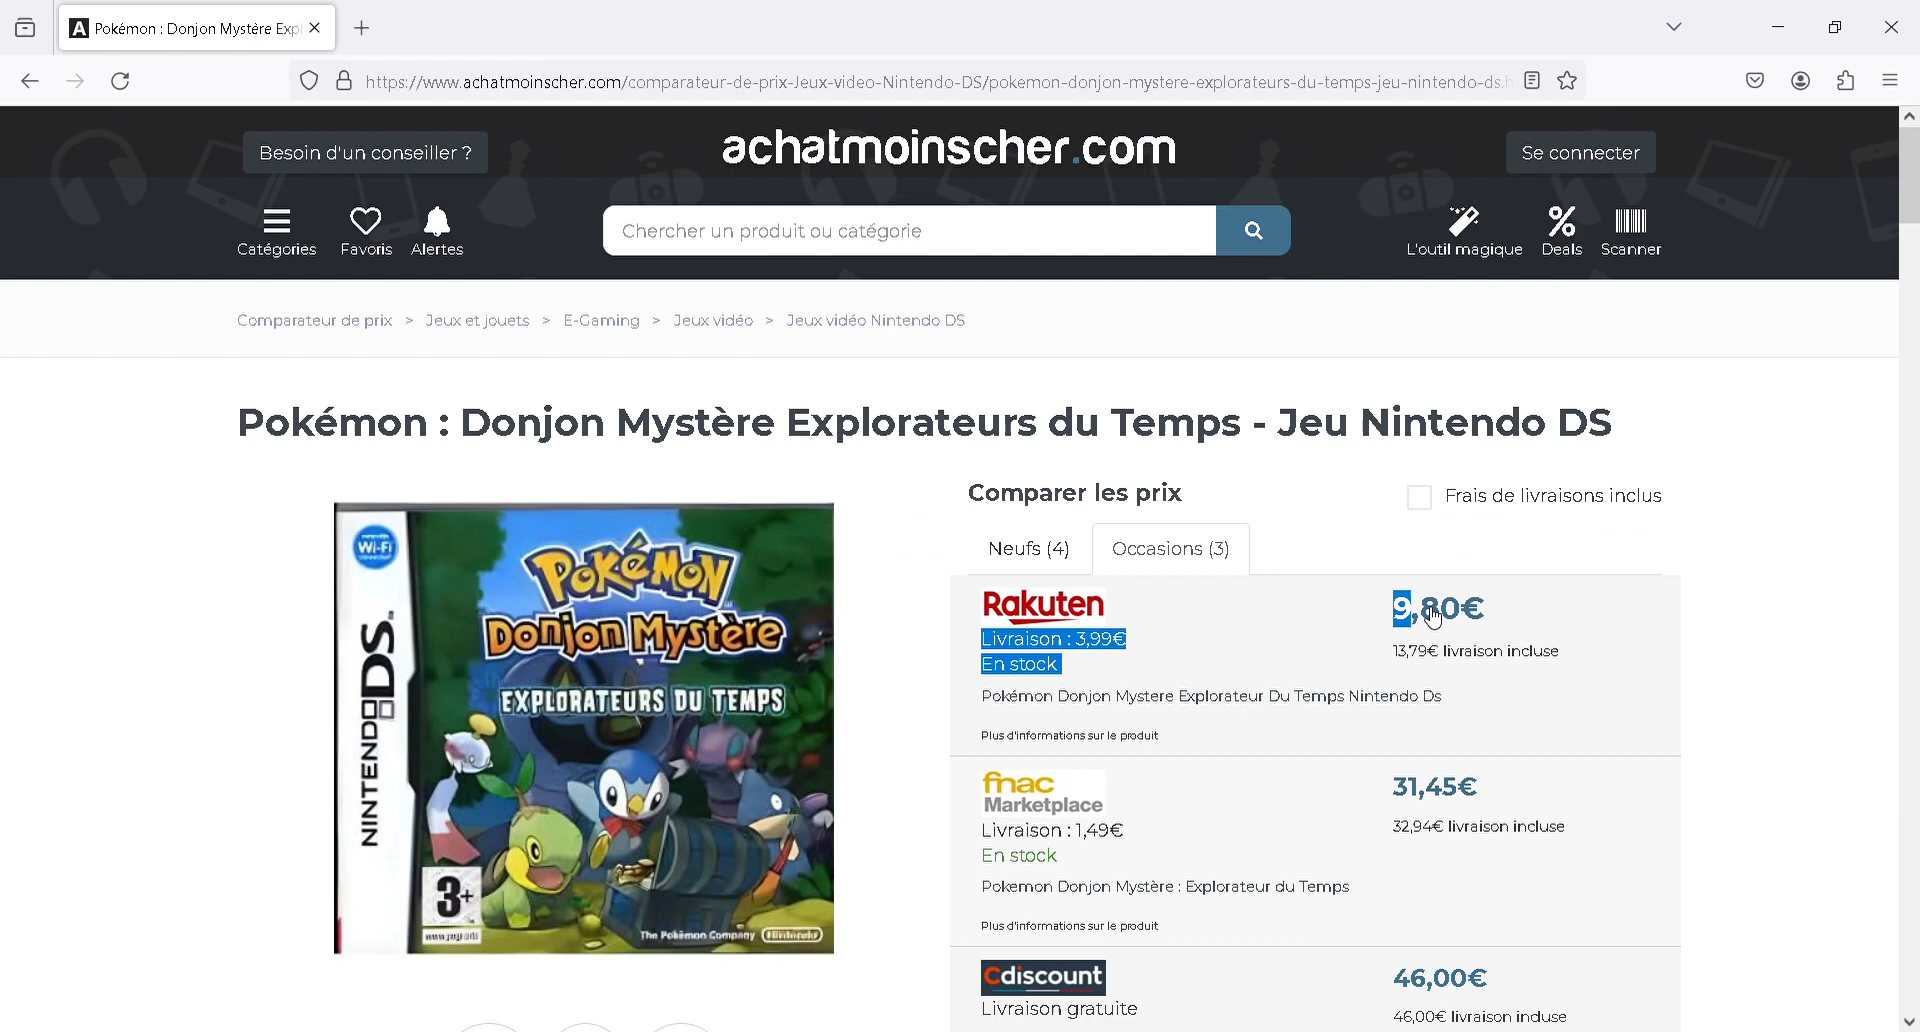 Pokémon : Donjon Mystère Expl
https://www.achatmoinscher.com/comparateur-de-prix-Jeux-video-Nintendo-DS/pokemon-donjon-mystere-explorateurs-du-temps-jeu-nintendo-ds.h
Besoin d'un conseiller ?
achatmoinscher.com
Se connecter
Catégories
Favoris
Alertes
Chercher un produit ou catégorie
L'outil magique
Deals
Scanner
Comparateur de prix > Jeux et jouets > E-Gaming > Jeux vidéo > Jeux vidéo Nintendo DS
Pokémon : Donjon Mystère Explorateurs du Temps - Jeu Nintendo DS
Wi-Fi
NINTENDO DS
POKÉMON
Donjon Mystère
EXPLORATEURS DU TEMPS
3+
The Pokémon Company
Nintendo
Comparer les prix
Frais de livraisons inclus
Neufs (4)
Occasions (3)
Rakuten
9,80€
Livraison : 3,99€
13,79€ livraison incluse
En stock
Pokémon Donjon Mystere Explorateur Du Temps Nintendo Ds
Plus d'informations sur le produit
fnac
Marketplace
31,45€
Livraison : 1,49€
32,94€ livraison incluse
En stock
Pokemon Donjon Mystère : Explorateur du Temps
Plus d'informations sur le produit
Cdiscount
46,00€
Livraison gratuite
46,00€ livraison incluse